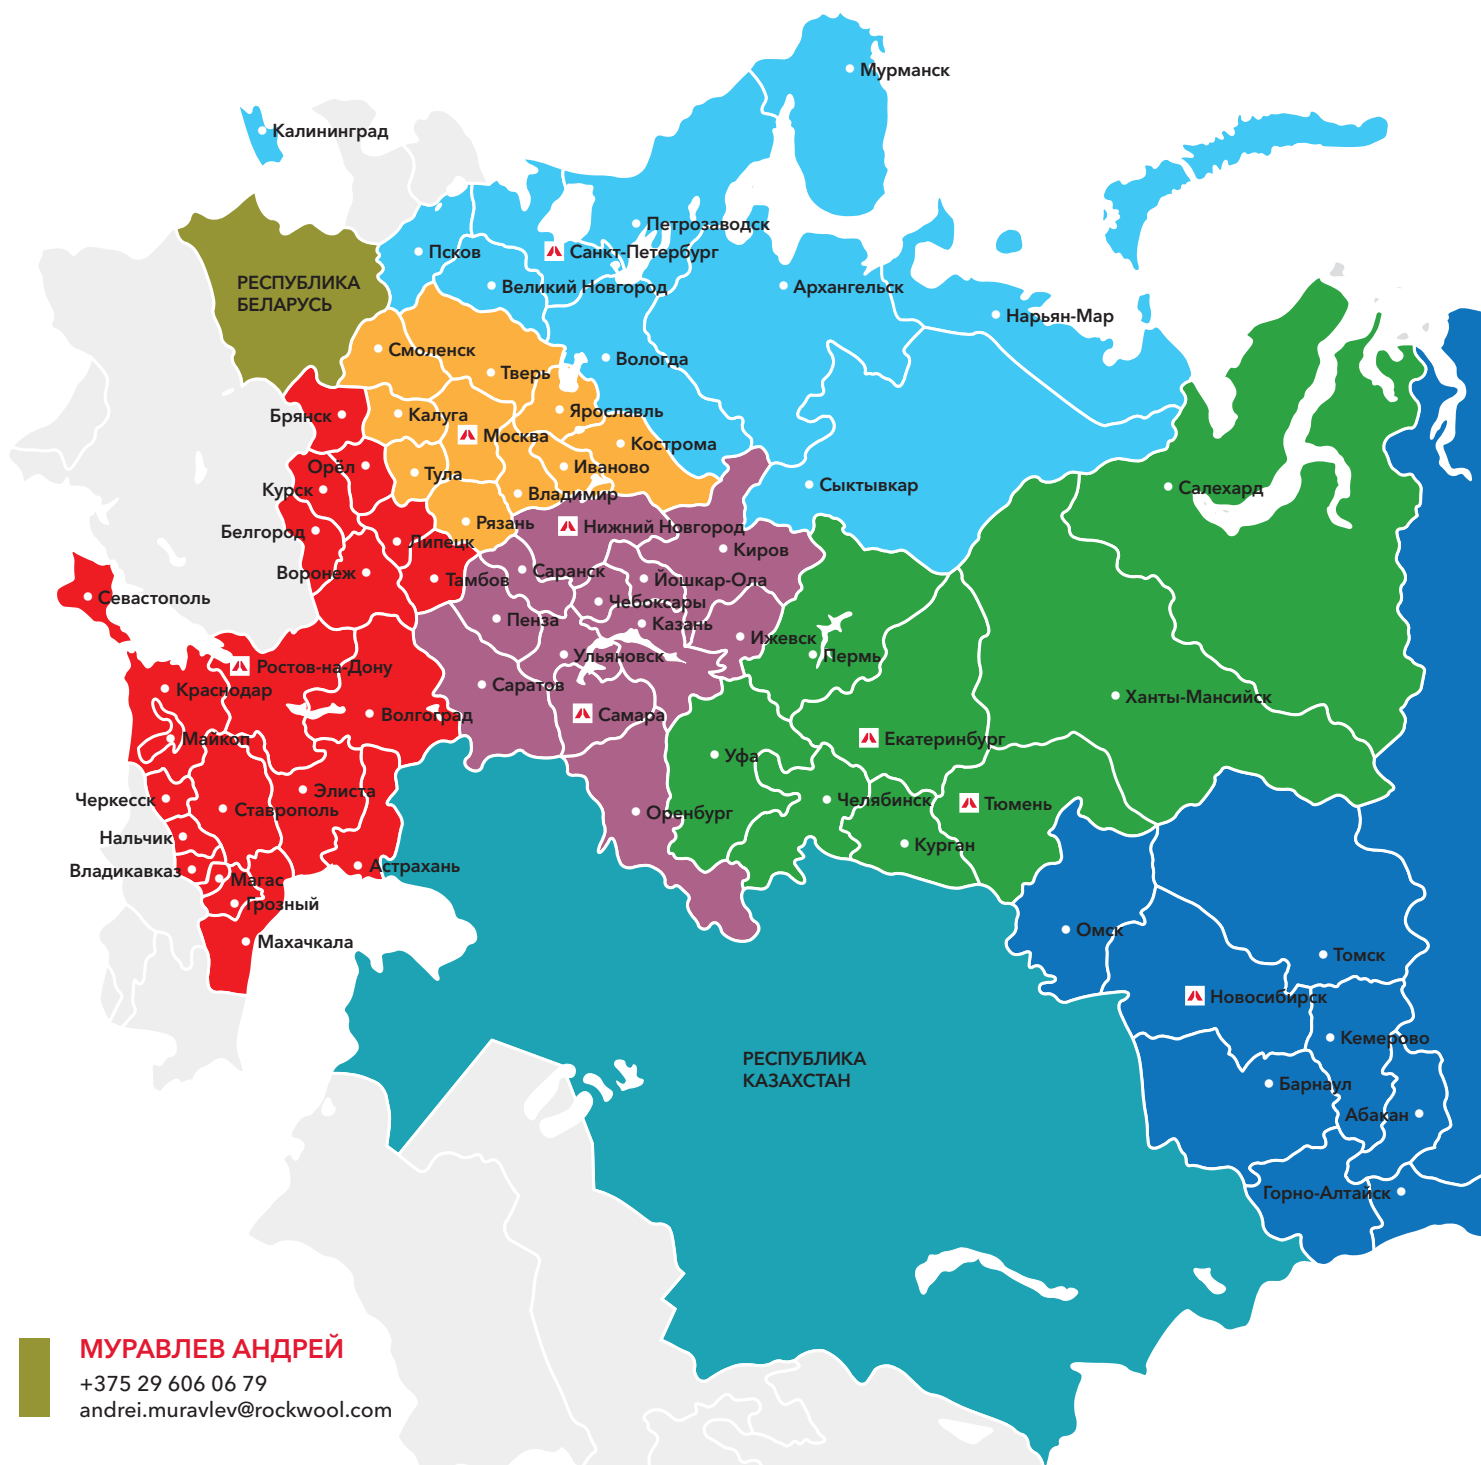 Мурманск
Калининград
Петрозаводск
Псков
Санкт-Петербург
РЕСПУБЛИКА
БЕЛАРУСЬ
Великий Новгород
Архангельск
Нарьян-Мар
Смоленск
Вологда
Тверь
Брянск
Калуга
Ярославль
Москва
Кострома
Орёл
Тула
Иваново
Курск
Владимир
Сыктывкар
Салехард
Белгород
Рязань
Нижний Новгород
Липецк
Киров
Воронеж
Тамбов
Саранск
Йошкар-Ола
Севастополь
Чебоксары
Пенза
Казань
Ижевск
Ростов-на-Дону
Ульяновск
Пермь
Краснодар
Саратов
Ханты-Мансийск
Волгоград
Самара
Майкоп
Екатеринбург
Уфа
Элиста
Черкесск
Ставрополь
Оренбург
Челябинск
Тюмень
Нальчик
Курган
Владикавказ
Магас
Астрахань
Грозный
Махачкала
Омск
Томск
Новосибирск
Кемерово
РЕСПУБЛИКА
КАЗАХСТАН
Барнаул
Абакан
Горно-Алтайск
МУРАВЛЕВ АНДРЕЙ
+375 29 606 06 79
andrei.muravlev@rockwool.com